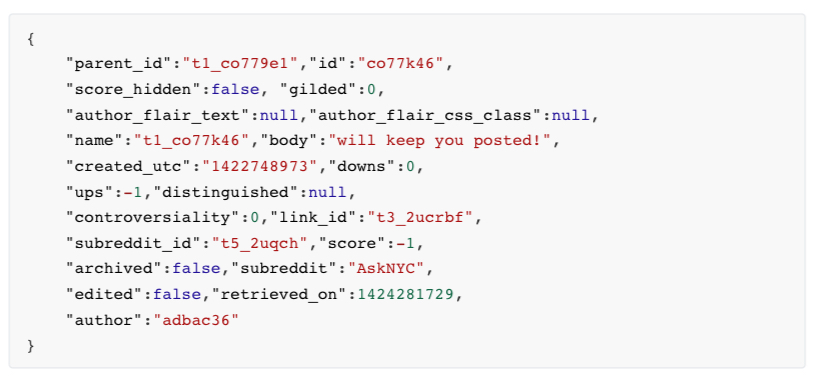 {
"parent_id":"t1_co779e1","id":"co77k46",
"score_hidden":false, "gilded":0,
"author_flair_text":null,"author_flair_css_class":null,
"name":"t1_co77k46","body":"will keep you posted!",
"created_utc":"1422748973","downs":0,
"ups":-1,"distinguished":null,
"controversiality":0,"link_id":"t3_2ucrbf",
"subreddit_id":"t5_2uqch","score":-1,
"archived":false,"subreddit":"AskNYC",
"edited":false,"retrieved_on":1424281729,
"author":"adbac36"
}